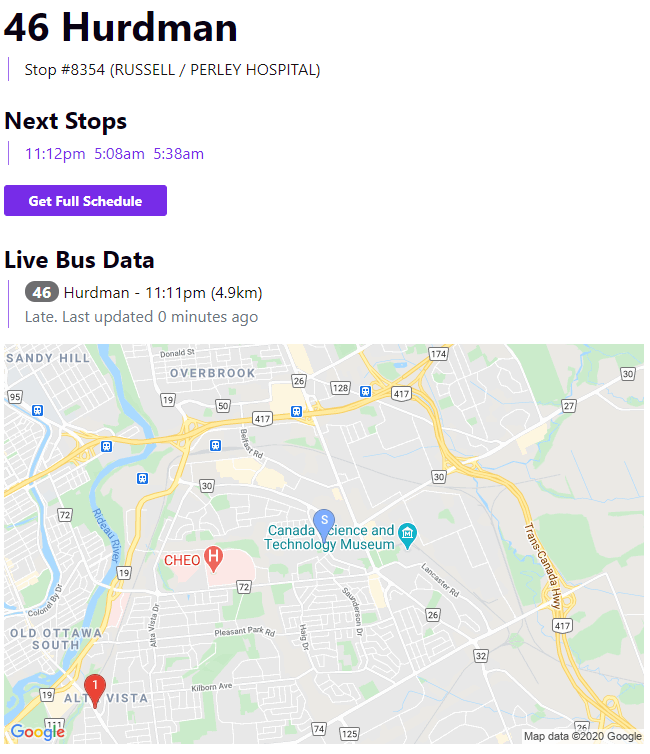 46 Hurdman
Stop #8354 (RUSSELL / PERLEY HOSPITAL)
Next Stops
11:12pm 5:08am 5:38am
Get Full Schedule
Live Bus Data
46 Hurdman - 11:11pm (4.9km)
Late. Last updated 0 minutes ago
SANDY HILL
Donald St
174
OVERBROOK
26
128
417
30
95
19
50
417
27
Belfast Rd
30
30
72
S
Rideau River
Canada Science and
Technology Museum
Trans-Canada Hwy
CHEO
H
19
72
Lancaster Rd
Colonel By Dr
Alta Vista Dr
Saunderson Dr
26
417
OLD OTTAWA
SOUTH
Pleasant Park Rd
Haig Dr
32
1
19
ALTA VISTA
Kilborn Ave
111
74
125
Google
Map data ©2020 Google